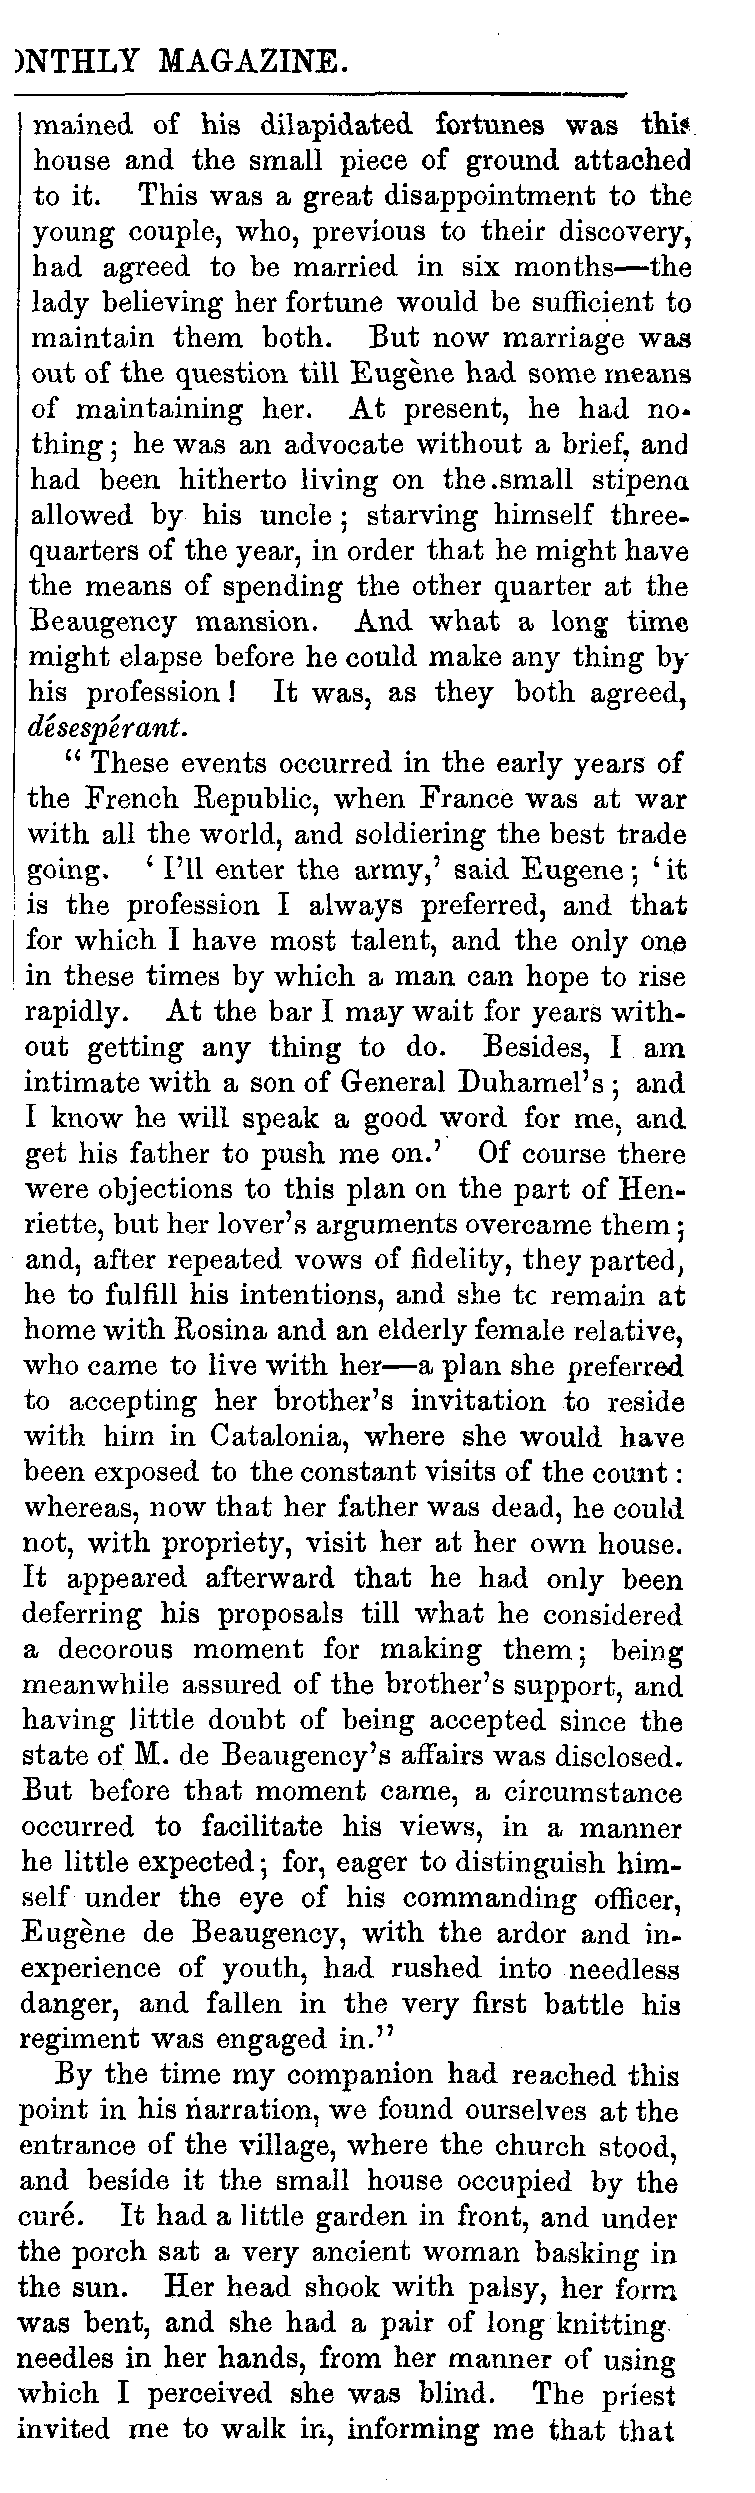 ONTHLY MAGAZINE.
mained of his dilapidated fortunes was this
house and the small piece of ground attached
to it. This was a great disappointment to the
young couple, who, previous to their discovery,
had agreed to be married in six months—the
lady believing her fortune would be sufficient to
maintain them both. But now marriage was
out of the question till Eugène had some means
of maintaining her. At present, he had no-
thing; he was an advocate without a brief, and
had been hitherto living on the small stipend
allowed by his uncle; starving himself three-
quarters of the year, in order that he might have
the means of spending the other quarter at the
Beaugency mansion. And what a long time
might elapse before he could make any thing by
his profession! It was, as they both agreed,
désespérant.
“These events occurred in the early years of
the French Republic, when France was at war
with all the world, and soldiering the best trade
going. ‘I’ll enter the army,’ said Eugene; ‘it
is the profession I always preferred, and that
for which I have most talent, and the only one
in these times by which a man can hope to rise
rapidly. At the bar I may wait for years with-
out getting any thing to do. Besides, I am
intimate with a son of General Duhamel’s; and
I know he will speak a good word for me, and
get his father to push me on.’ Of course there
were objections to this plan on the part of Hen-
riette, but her lover’s arguments overcame them;
and, after repeated vows of fidelity, they parted,
he to fulfill his intentions, and she to remain at
home with Rosina and an elderly female relative,
who came to live with her—a plan she preferred
to accepting her brother’s invitation to reside
with him in Catalonia, where she would have
been exposed to the constant visits of the count:
whereas, now that her father was dead, he could
not, with propriety, visit her at her own house.
It appeared afterward that he had only been
deferring his proposals till what he considered
a decorous moment for making them; being
meanwhile assured of the brother’s support, and
having little doubt of being accepted since the
state of M. de Beaugency’s affairs was disclosed.
But before that moment came, a circumstance
occurred to facilitate his views, in a manner
he little expected; for, eager to distinguish him-
self under the eye of his commanding officer,
Eugène de Beaugency, with the ardor and in-
experience of youth, had rushed into needless
danger, and fallen in the very first battle his
regiment was engaged in.”
By the time my companion had reached this
point in his narration, we found ourselves at the
entrance of the village, where the church stood,
and beside it the small house occupied by the
curé. It had a little garden in front, and under
the porch sat a very ancient woman basking in
the sun. Her head shook with palsy, her form
was bent, and she had a pair of long knitting
needles in her hands, from her manner of using
which I perceived she was blind. The priest
invited me to walk in, informing me that that